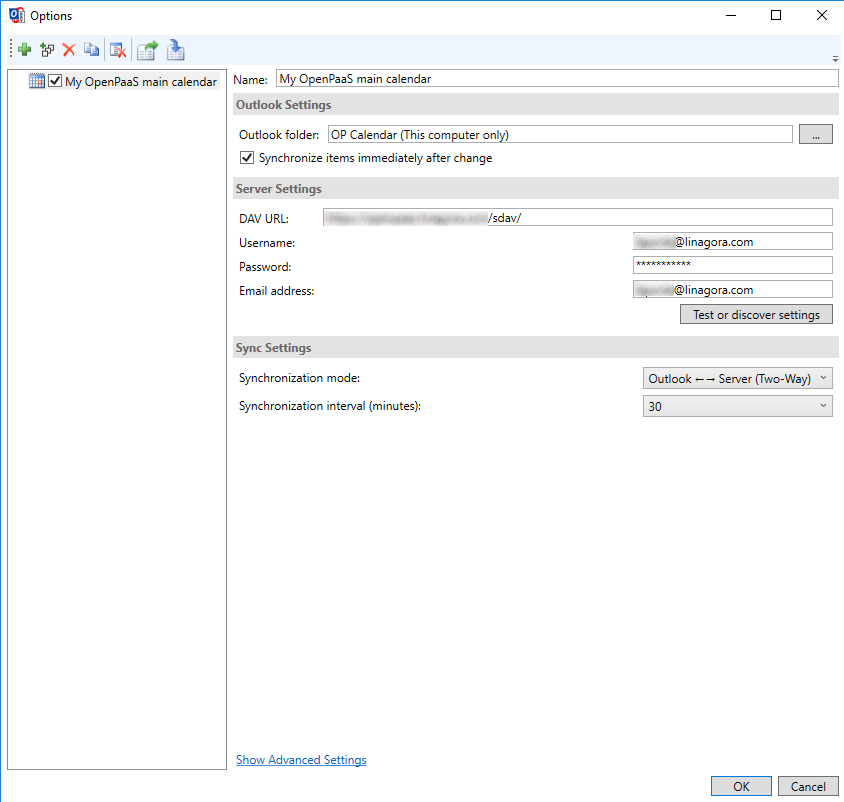 Options
My OpenPaaS main calendar
Name: My OpenPaaS main calendar
Outlook Settings
Outlook folder: OP Calendar (This computer only) ...
Synchronize items immediately after change
Server Settings
DAV URL: /sdav/
Username: @linagora.com
Password: ***********
Email address: @linagora.com
Test or discover settings
Sync Settings
Synchronization mode: Outlook ←→ Server (Two-Way)
Synchronization interval (minutes): 30
Show Advanced Settings
OK Cancel